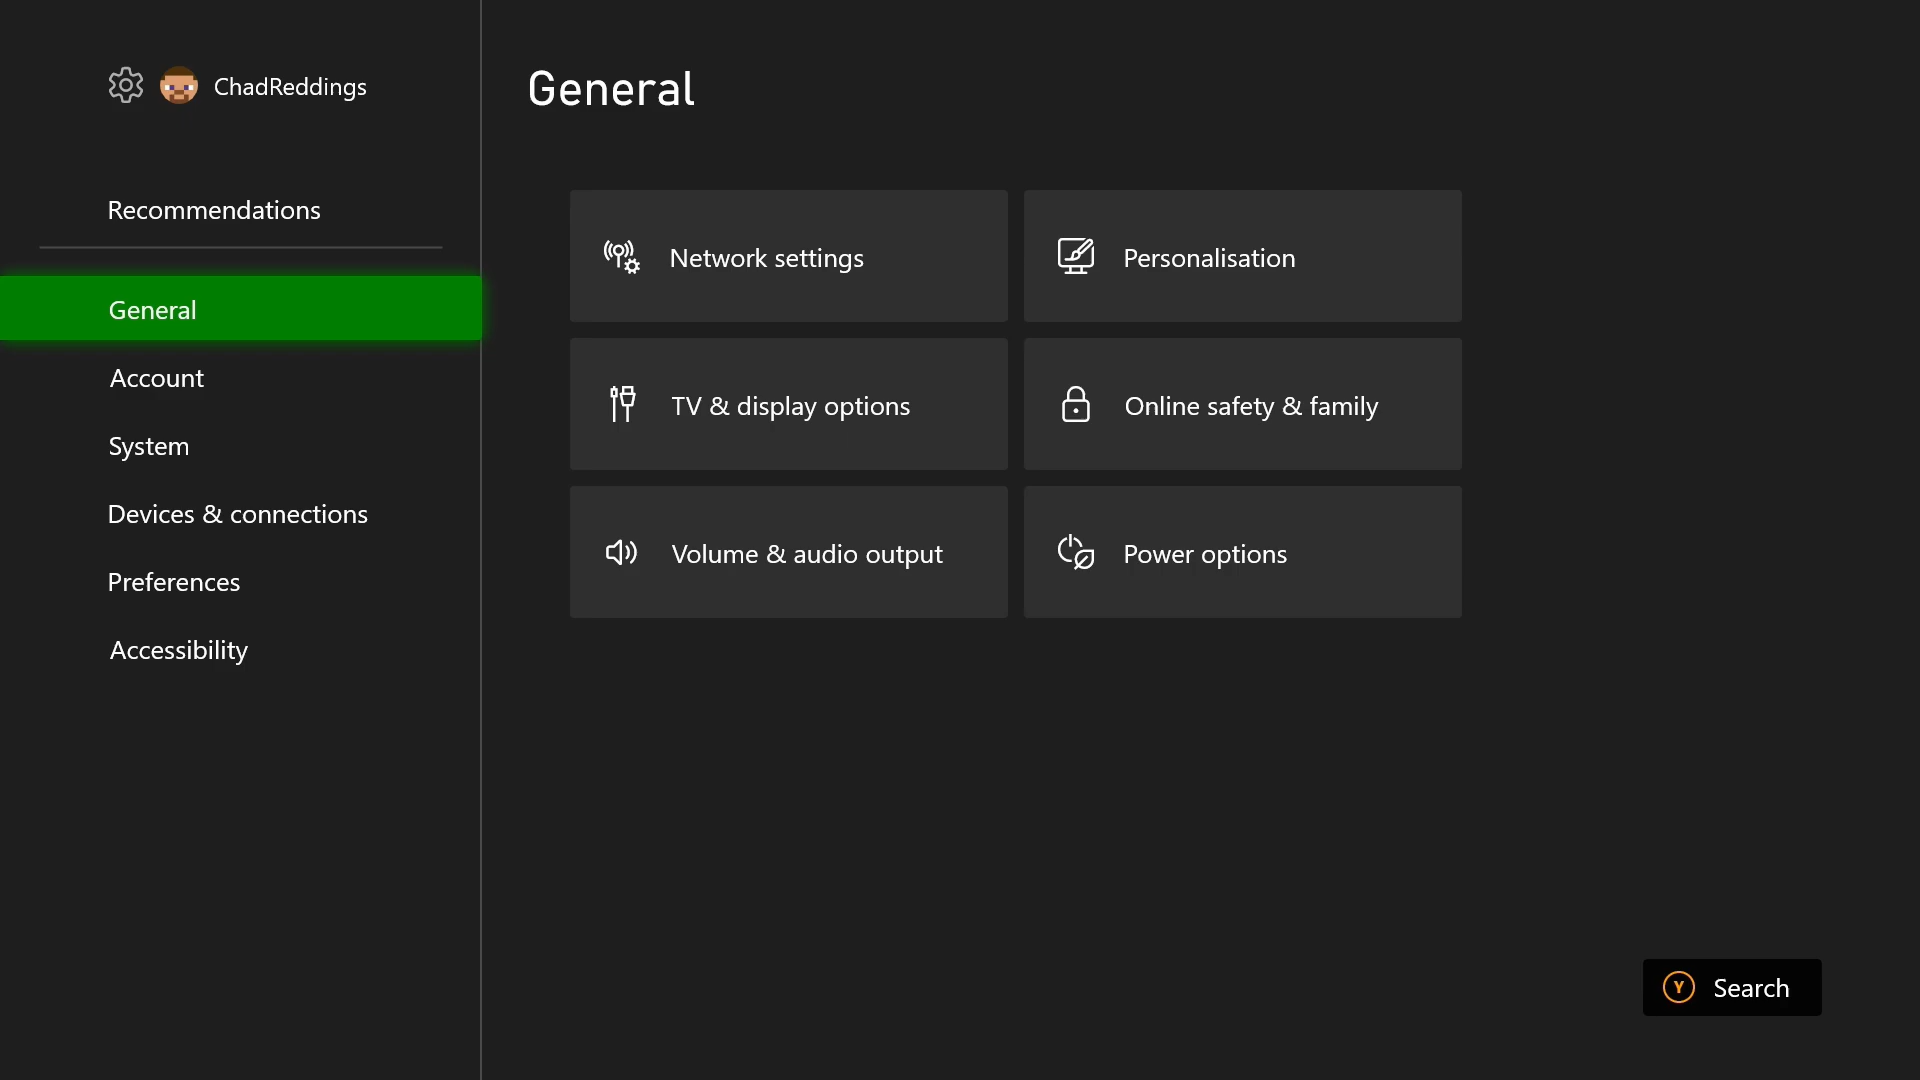 ChadReddings
Recommendations
General
Account
System
Devices & connections
Preferences
Accessibility
General
Network settings
Personalisation
TV & display options
Online safety & family
Volume & audio output
Power options
Y Search